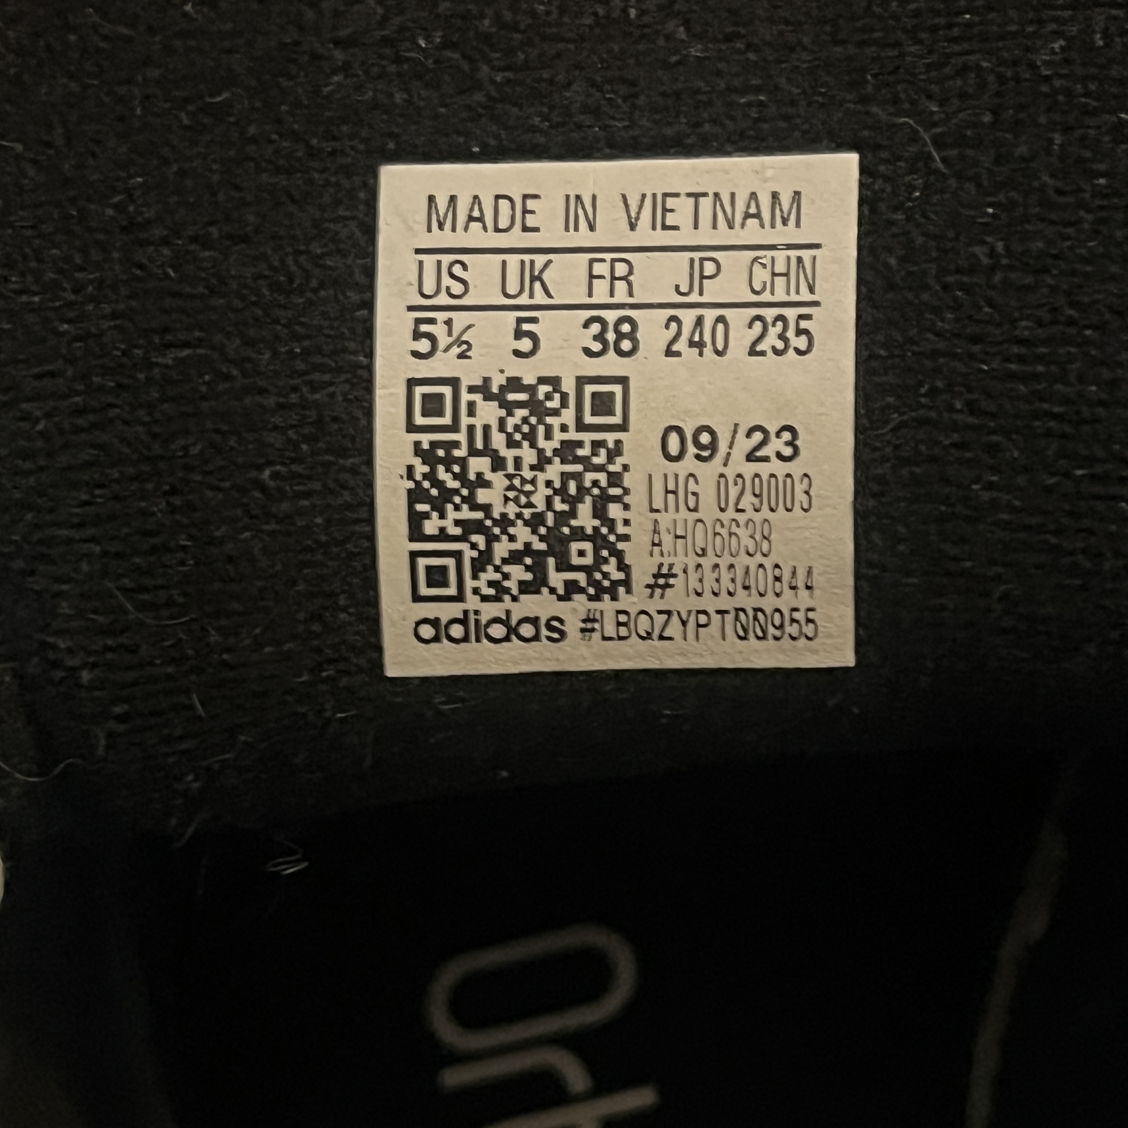 MADE IN VIETNAM
US UK FR JP CHN
5½ 5 38 240 235
09/23
LHG 029003
A:HQ6638
#133340844
adidas #LBQZYPT00955